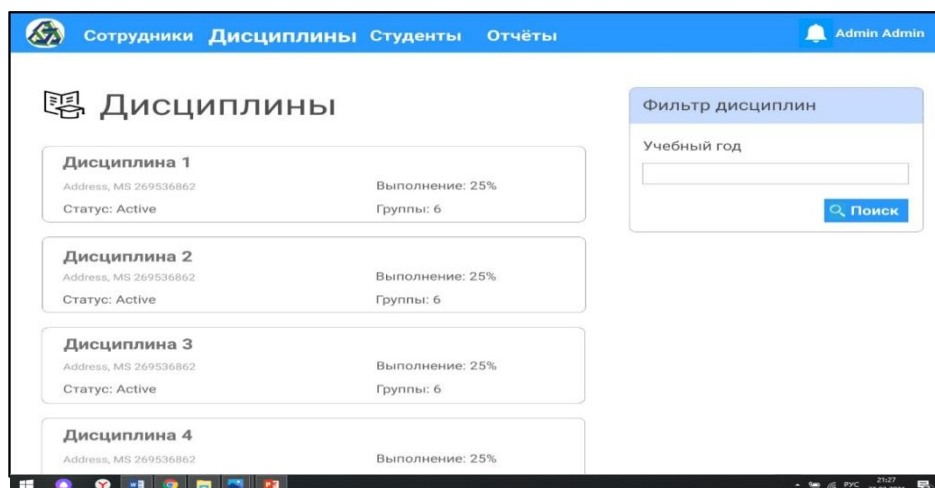 Сотрудники Дисциплины Студенты Отчёты Admin Admin
Дисциплины
Дисциплина 1
Address, MS 269536862 Выполнение: 25%
Статус: Active Группы: 6
Дисциплина 2
Address, MS 269536862 Выполнение: 25%
Статус: Active Группы: 6
Дисциплина 3
Address, MS 269536862 Выполнение: 25%
Статус: Active Группы: 6
Дисциплина 4
Address, MS 269536862 Выполнение: 25%
Фильтр дисциплин
Учебный год
Поиск
РУС 21:27